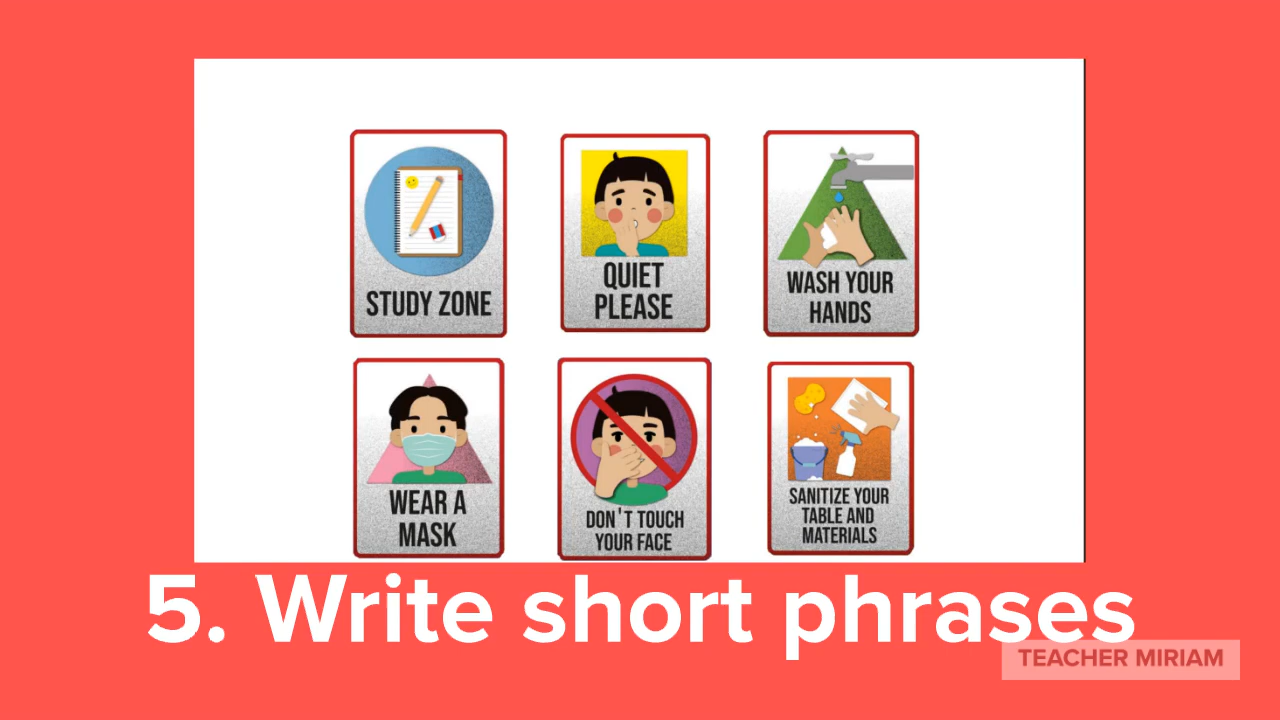 STUDY ZONE
QUIET
PLEASE
WASH YOUR
HANDS
WEAR A
MASK
DON'T TOUCH
YOUR FACE
SANITIZE YOUR
TABLE AND
MATERIALS
5. Write short phrases
TEACHER MIRIAM